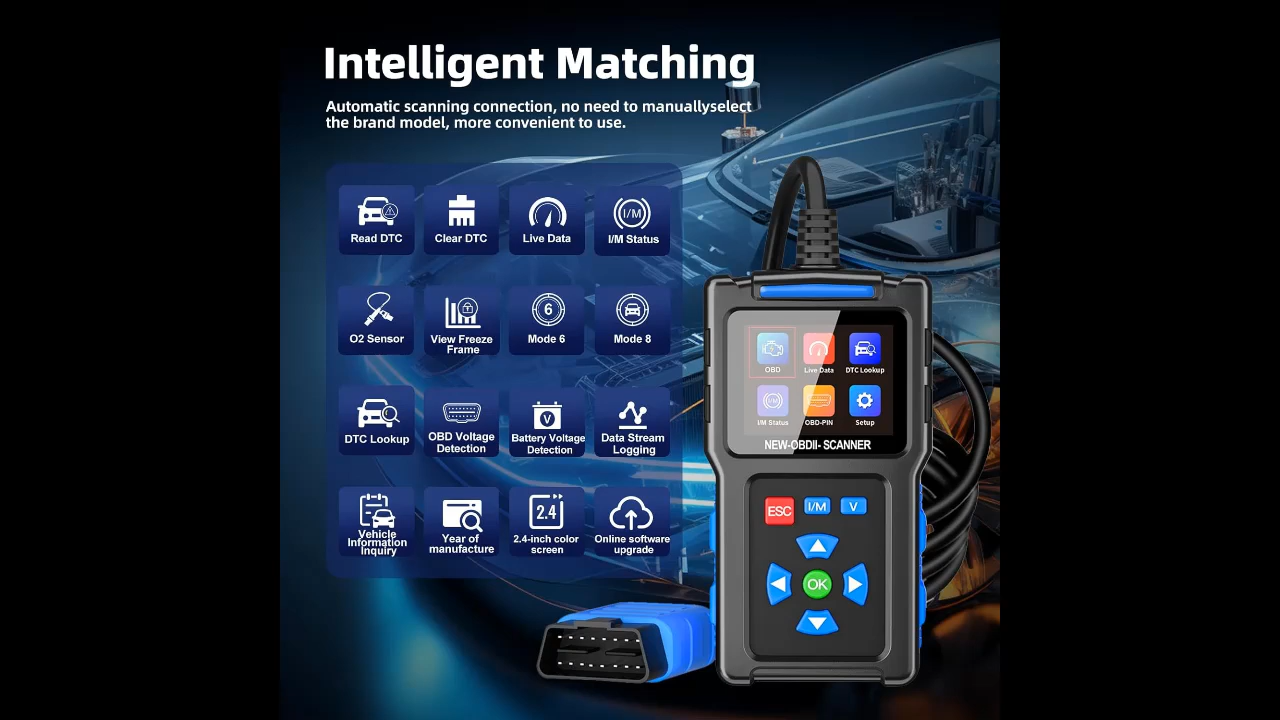 Intelligent Matching
Automatic scanning connection, no need to manuallyselect
the brand model, more convenient to use.
Read DTC
Clear DTC
Live Data
I/M
I/M Status
O2 Sensor
View Freeze
Frame
6
Mode 6
Mode 8
DTC Lookup
OBD Voltage
Detection
V
Battery Voltage
Detection
Data Stream
Logging
Vehicle
Information
Inquiry
Year of
manufacture
2.4
2.4-inch color
screen
Online software
upgrade
OBD
Live Data
DTC Lookup
I/M
I/M Status
OBD-PIN
Setup
NEW-OBDII- SCANNER
ESC
I/M
V
OK